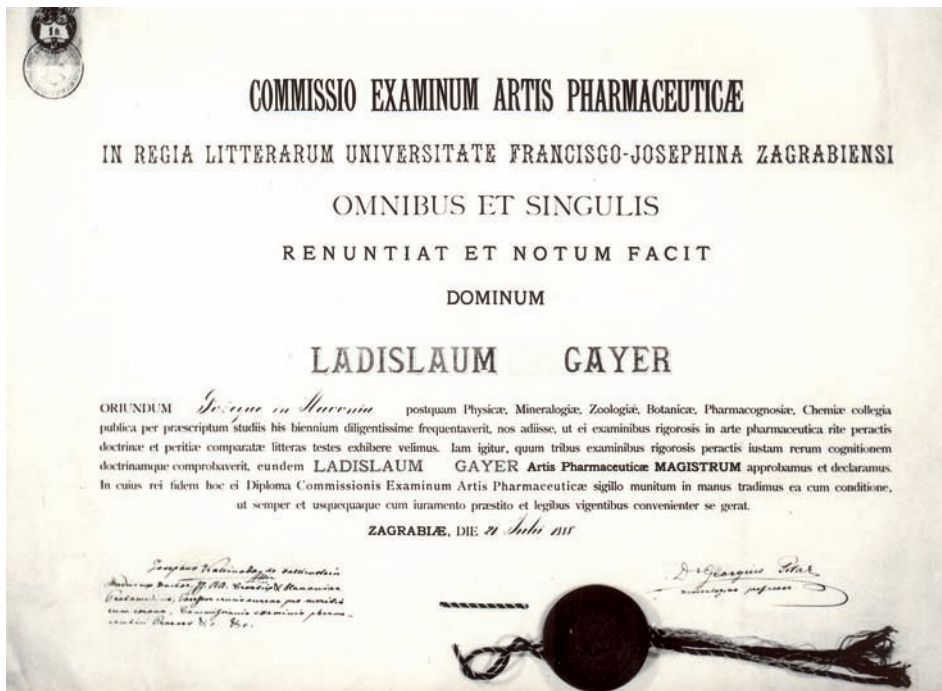 COMMISSIO EXAMINUM ARTIS PHARMACEUTICÆ
IN REGIA LITTERARUM UNIVERSITATE FRANCISCO-JOSEPHINA ZAGRABIENSI
OMNIBUS ET SINGULIS
RENUNTIAT ET NOTUM FACIT
DOMINUM
LADISLAUM GAYER
ORIUNDUM in Slavonia postquam Physicæ, Mineralogiæ, Zoologiæ, Botanicæ, Pharmacognosiæ, Chemiæ collegia
publica per præscriptum studiis his biennium diligentissime frequentaverit, nos adiisse, ut ei examinibus rigorosis in arte pharmaceutica rite peractis
doctrinæ et peritiæ comparatæ litteras testes exhibere velimus. Iam igitur, quum tribus examinibus rigorosis peractis iustam rerum cognitionem
doctrinamque comprobaverit, eundem LADISLAUM GAYER Artis Pharmaceuticæ MAGISTRUM approbamus et declaramus.
In cuius rei fidem hoc ei Diploma Commissionis Examinum Artis Pharmaceuticæ sigillo munitum in manus tradimus ea cum conditione,
ut semper et usquequaque cum iuramento præstito et legibus vigentibus convenienter se gerat.
ZAGRABIÆ, DIE 21 Julii 1888
Josephus
Dr Georgius Pilar